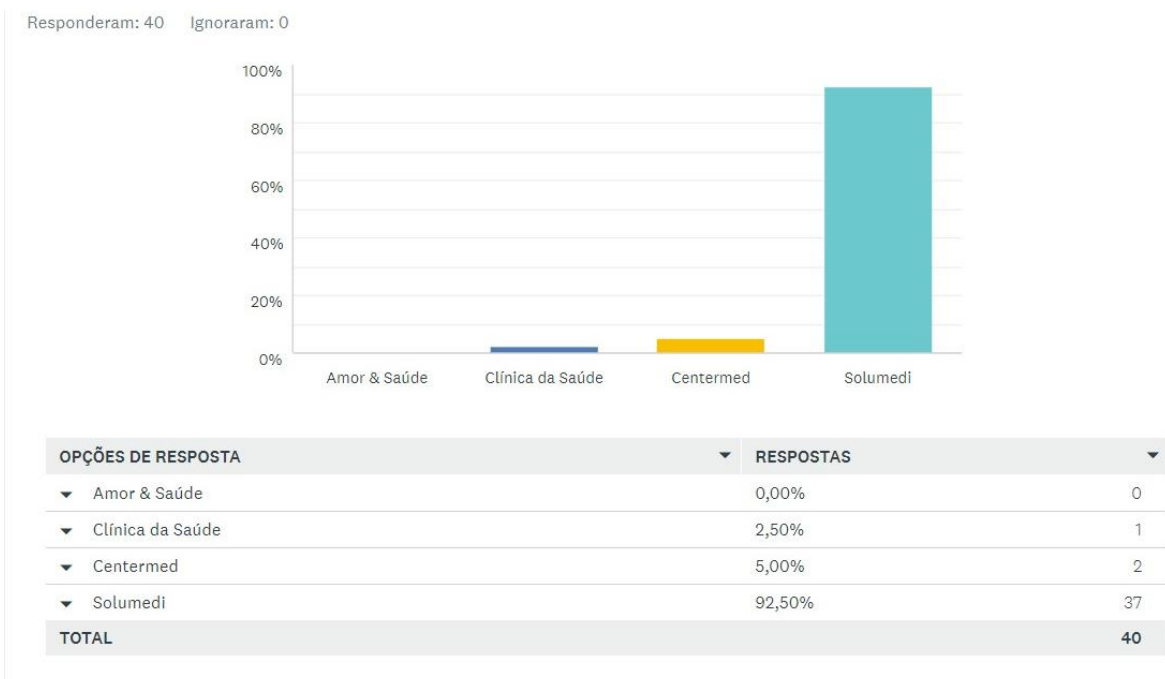 Responderam: 40 Ignoraram: 0
100%
80%
60%
40%
20%
0%
Amor & Saúde Clínica da Saúde Centermed Solumedi
OPÇÕES DE RESPOSTA RESPOSTAS
Amor & Saúde 0,00% 0
Clínica da Saúde 2,50% 1
Centermed 5,00% 2
Solumedi 92,50% 37
TOTAL 40